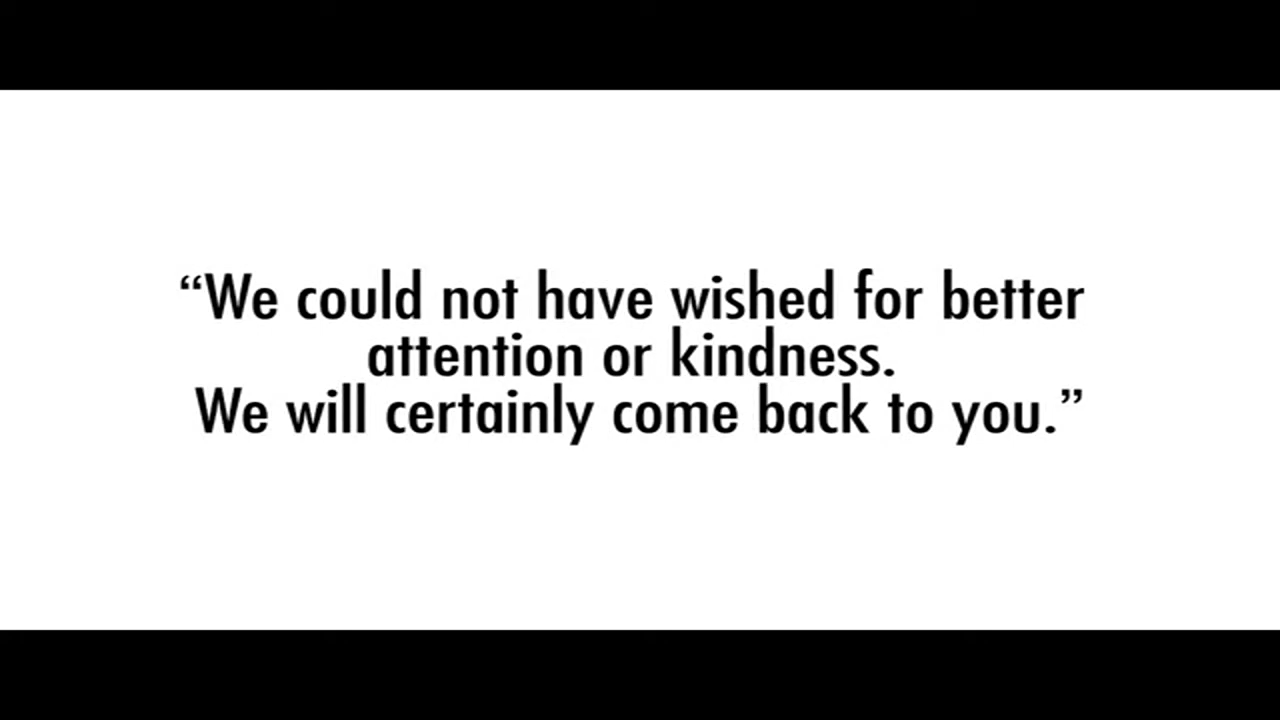 “We could not have wished for better
attention or kindness.
We will certainly come back to you.”